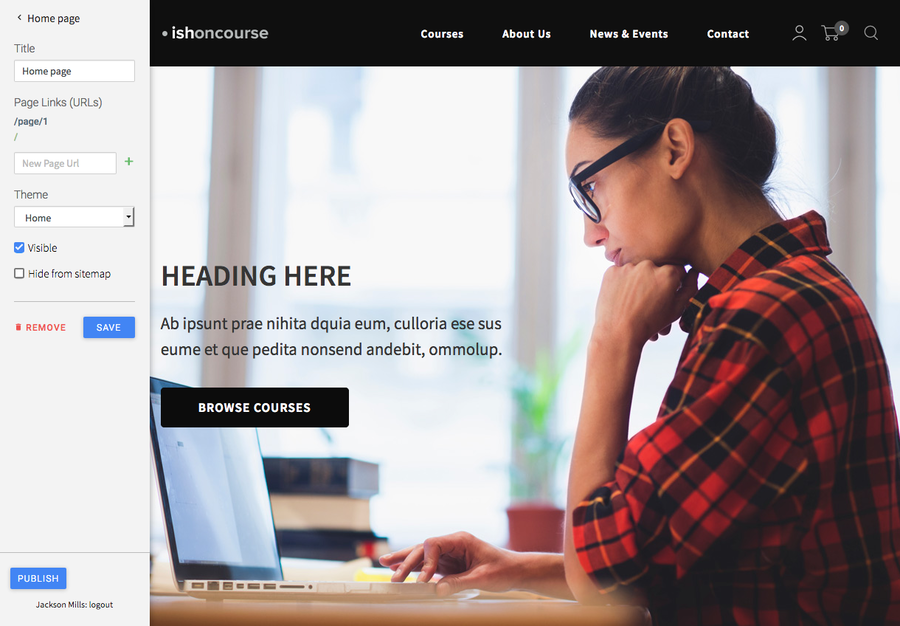 Home page
Title
Home page
Page Links (URLs)
/page/1
/
New Page Url
+
Theme
Home
Visible
Hide from sitemap
REMOVE
SAVE
PUBLISH
Jackson Mills: logout
ishoncourse
Courses
About Us
News & Events
Contact
0
HEADING HERE
Ab ipsunt prae nihita dquia eum, culloria ese sus
eume et que pedita nonsend andebit, ommolup.
BROWSE COURSES